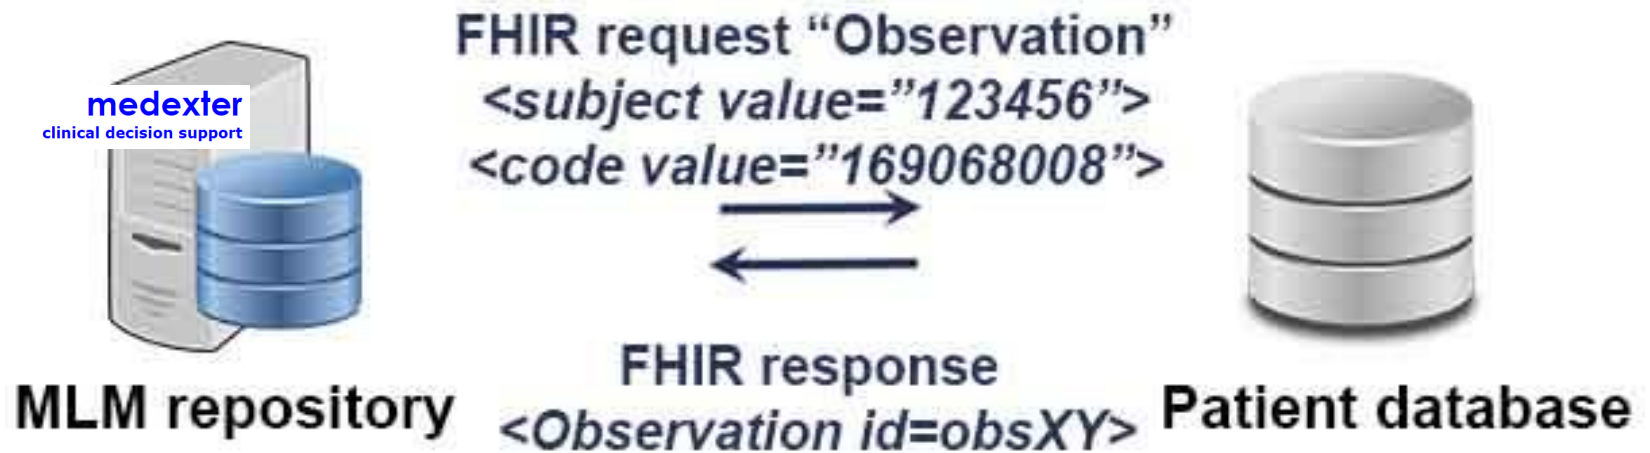 FHIR request “Observation”
<subject value=”123456”>
<code value=”169068008”>
medexter
clinical decision support
FHIR response
<Observation id=obsXY>
MLM repository
Patient database